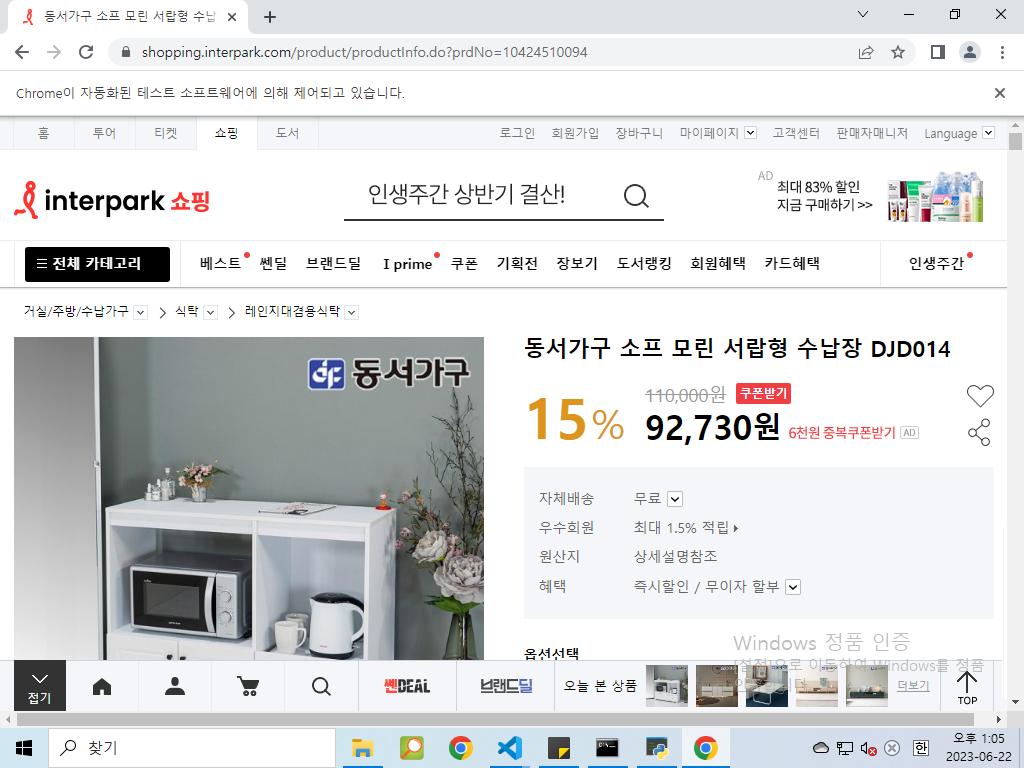 동서가구 소프 모린 서랍형 수납
shopping.interpark.com/product/productInfo.do?prdNo=10424510094
Chrome이 자동화된 테스트 소프트웨어에 의해 제어되고 있습니다.
홈 투어 티켓 쇼핑 도서 로그인 회원가입 장바구니 마이페이지 고객센터 판매자매니저 Language
interpark 쇼핑
인생주간 상반기 결산!
AD
최대 83% 할인
지금 구매하기 >>
전체 카테고리 베스트 쎈딜 브랜드딜 I prime 쿠폰 기획전 장보기 도서랭킹 회원혜택 카드혜택 인생주간
거실/주방/수납가구 식탁 레인지대겸용식탁
동서가구
동서가구 소프 모린 서랍형 수납장 DJD014
15% 110,000원 쿠폰받기
92,730원 6천원 중복쿠폰받기 AD
자체배송 무료
우수회원 최대 1.5% 적립
원산지 상세설명참조
혜택 즉시할인 / 무이자 할부
옵션선택
Windows 정품 인증
[설정]으로 이동하여 Windows를 정품
접기
쎈DEAL
브랜드딜
오늘 본 상품
더보기
TOP
찾기
한
오후 1:05
2023-06-22